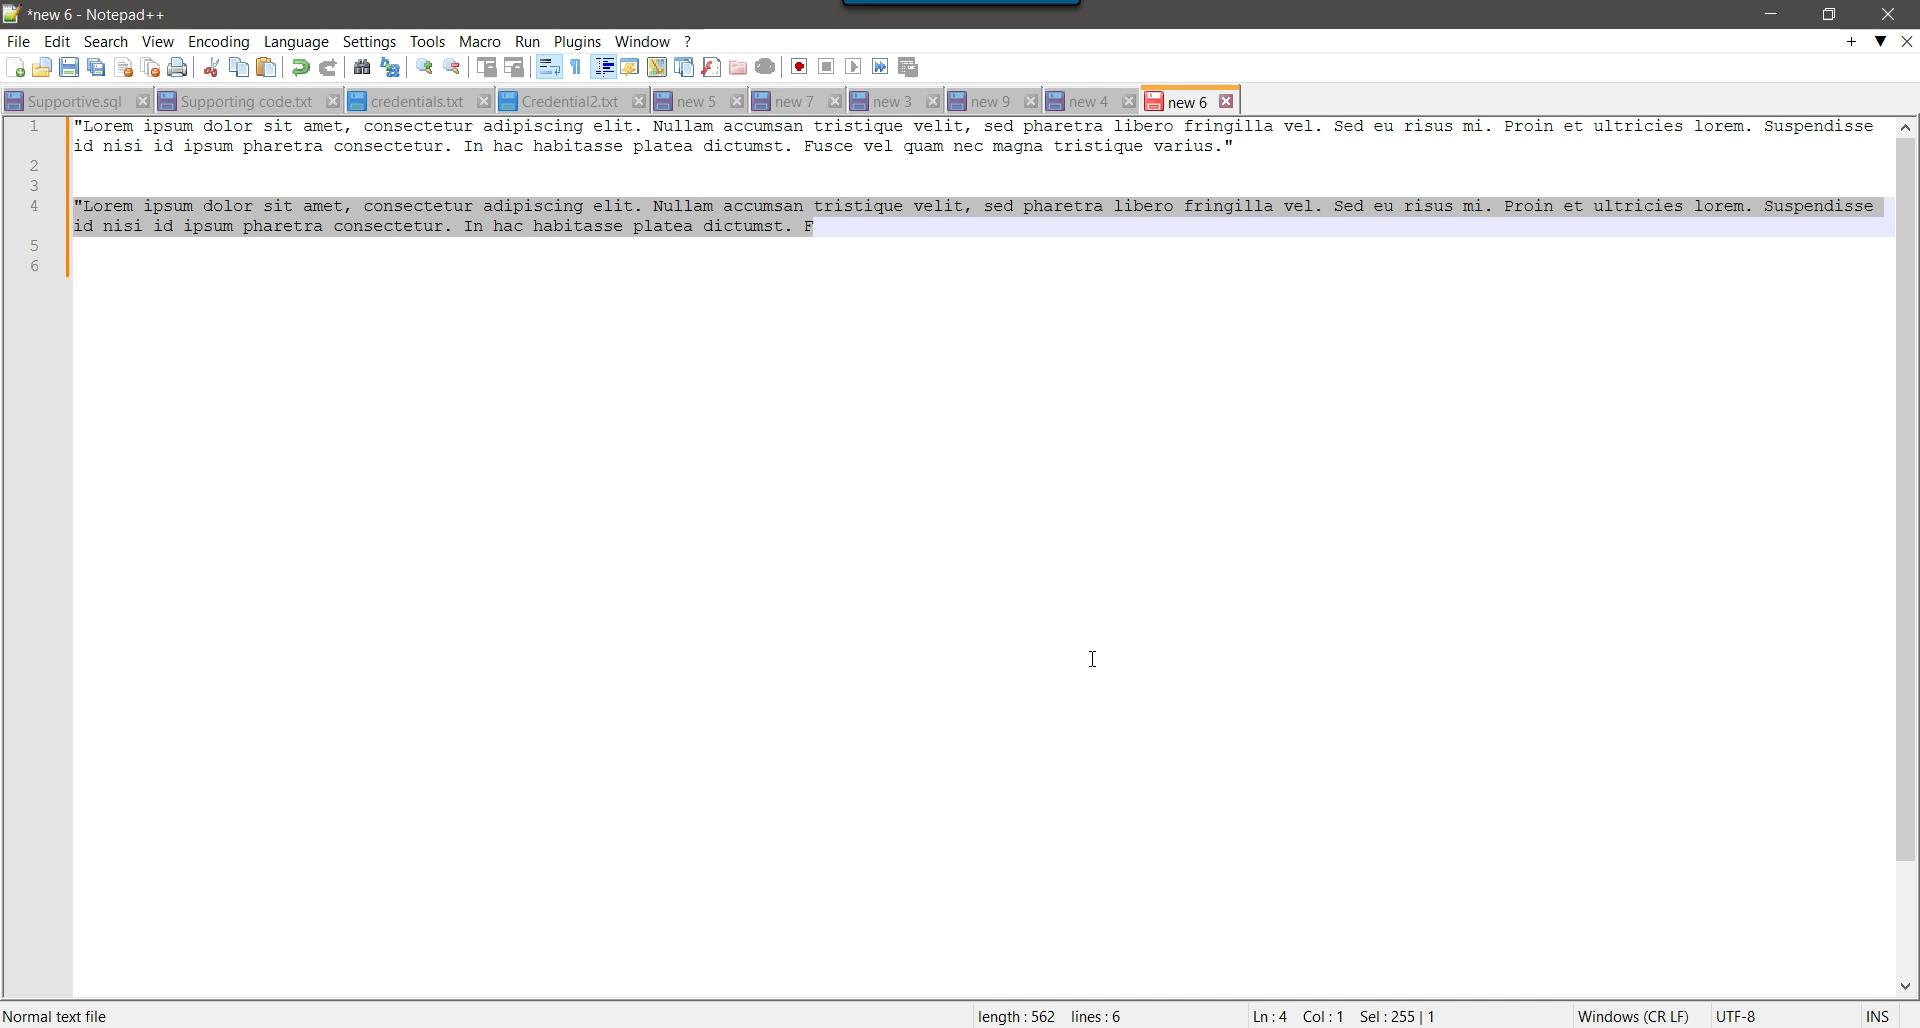 *new 6 - Notepad++
File Edit Search View Encoding Language Settings Tools Macro Run Plugins Window ?
Supportive.sql Supporting code.txt credentials.txt Credential2.txt new 5 new 7 new 3 new 9 new 4 new 6
1 "Lorem ipsum dolor sit amet, consectetur adipiscing elit. Nullam accumsan tristique velit, sed pharetra libero fringilla vel. Sed eu risus mi. Proin et ultricies lorem. Suspendisse
id nisi id ipsum pharetra consectetur. In hac habitasse platea dictumst. Fusce vel quam nec magna tristique varius."
2
3
4 "Lorem ipsum dolor sit amet, consectetur adipiscing elit. Nullam accumsan tristique velit, sed pharetra libero fringilla vel. Sed eu risus mi. Proin et ultricies lorem. Suspendisse
id nisi id ipsum pharetra consectetur. In hac habitasse platea dictumst. F
5
6
Normal text file length : 562 lines : 6 Ln : 4 Col : 1 Sel : 255 | 1 Windows (CR LF) UTF-8 INS